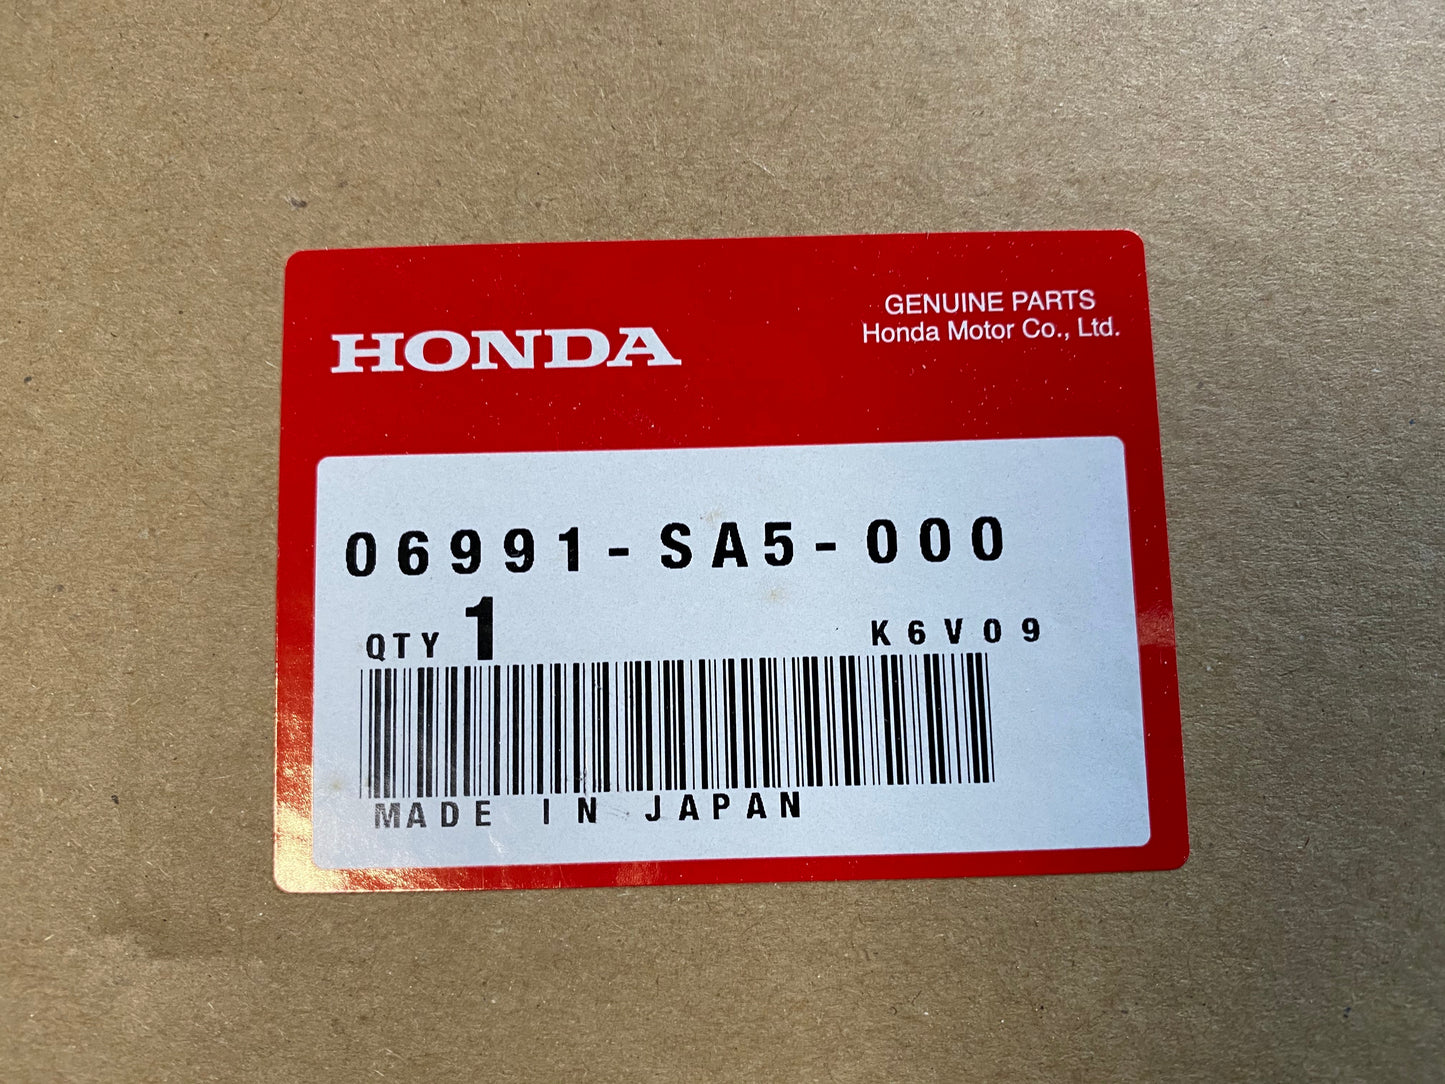 HONDA
GENUINE PARTS
Honda Motor Co., Ltd.
06991-SA5-000
QTY 1
K6V09
MADE IN JAPAN